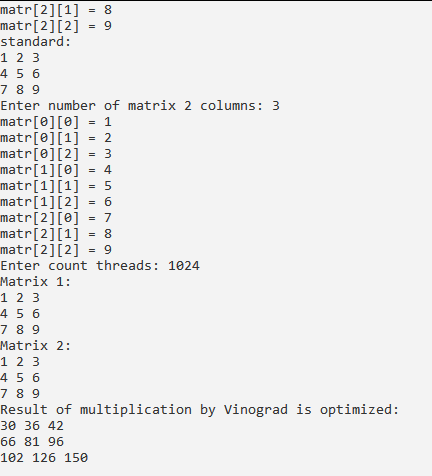 matr[2][1] = 8
matr[2][2] = 9
standard:
1 2 3
4 5 6
7 8 9
Enter number of matrix 2 columns: 3
matr[0][0] = 1
matr[0][1] = 2
matr[0][2] = 3
matr[1][0] = 4
matr[1][1] = 5
matr[1][2] = 6
matr[2][0] = 7
matr[2][1] = 8
matr[2][2] = 9
Enter count threads: 1024
Matrix 1:
1 2 3
4 5 6
7 8 9
Matrix 2:
1 2 3
4 5 6
7 8 9
Result of multiplication by Vinograd is optimized:
30 36 42
66 81 96
102 126 150